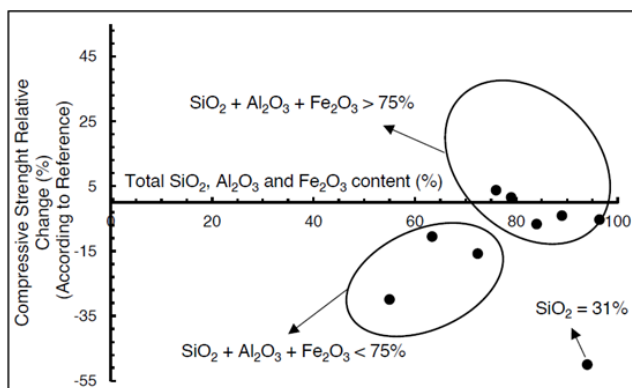 Compressive Strenght Relative
Change (%)
(According to Reference)
45
25
5
-15
-35
-55
SiO₂ + Al₂O₃ + Fe₂O₃ > 75%
Total SiO₂, Al₂O₃ and Fe₂O₃ content (%)
0 20 40 60 80 100
SiO₂ = 31%
SiO₂ + Al₂O₃ + Fe₂O₃ < 75%